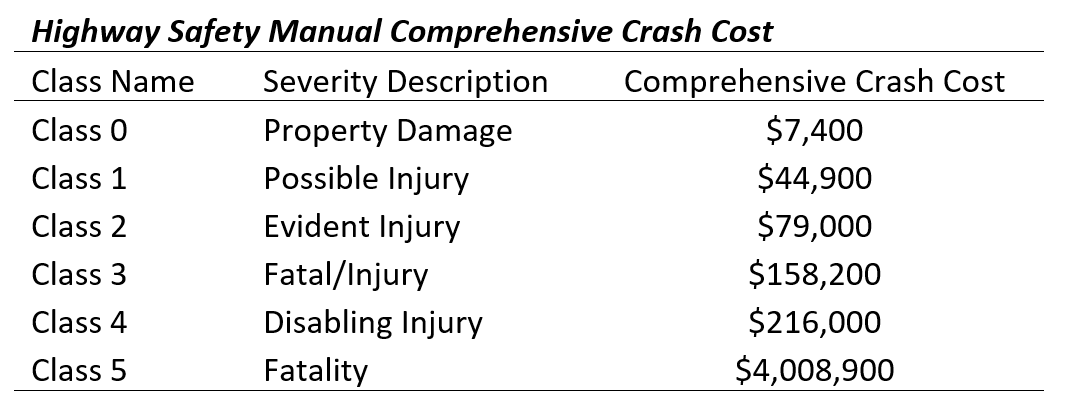 Highway Safety Manual Comprehensive Crash Cost
Class Name Severity Description Comprehensive Crash Cost
Class 0 Property Damage $7,400
Class 1 Possible Injury $44,900
Class 2 Evident Injury $79,000
Class 3 Fatal/Injury $158,200
Class 4 Disabling Injury $216,000
Class 5 Fatality $4,008,900